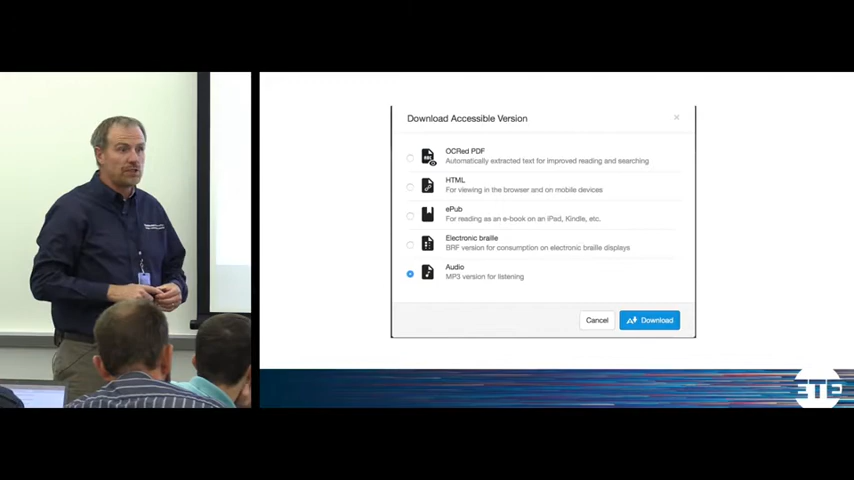 Download Accessible Version
×
OCRed PDF
Automatically extracted text for improved reading and searching
HTML
For viewing in the browser and on mobile devices
ePub
For reading as an e-book on an iPad, Kindle, etc.
Electronic braille
BRF version for consumption on electronic braille displays
Audio
MP3 version for listening
Cancel
Download
ETE